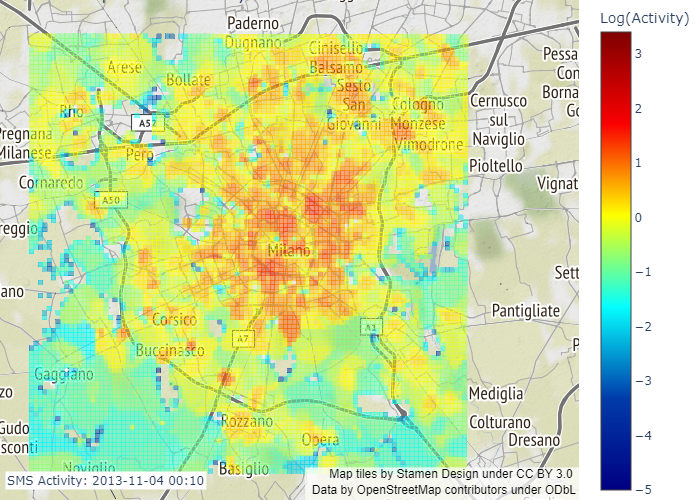 Log(Activity)
Paderno
Dugnano
Cinisello
Balsamo
Arese
Bollate
Sesto
San
Giovanni
Cologno
Monzese
Vimodrone
Cernusco
sul
Naviglio
Pioltello
Pessa
Con
Borna
Go
Rho
A52
Pregnana
Milanese
Pero
Cornaredo
A50
Vignat
reggio
Milano
ano
Sett
Pantigliate
Corsico
A1
A7
Buccinasco
P
Gaggiano
zo
Mediglia
Rozzano
Colturano
Gudo
sconti
Opera
Dresano
Noviglio
Basiglio
SMS Activity: 2013-11-04 00:10
Map tiles by Stamen Design under CC BY 3.0
Data by OpenStreetMap contributors under ODbL
3
2
1
0
−1
−2
−3
−4
−5